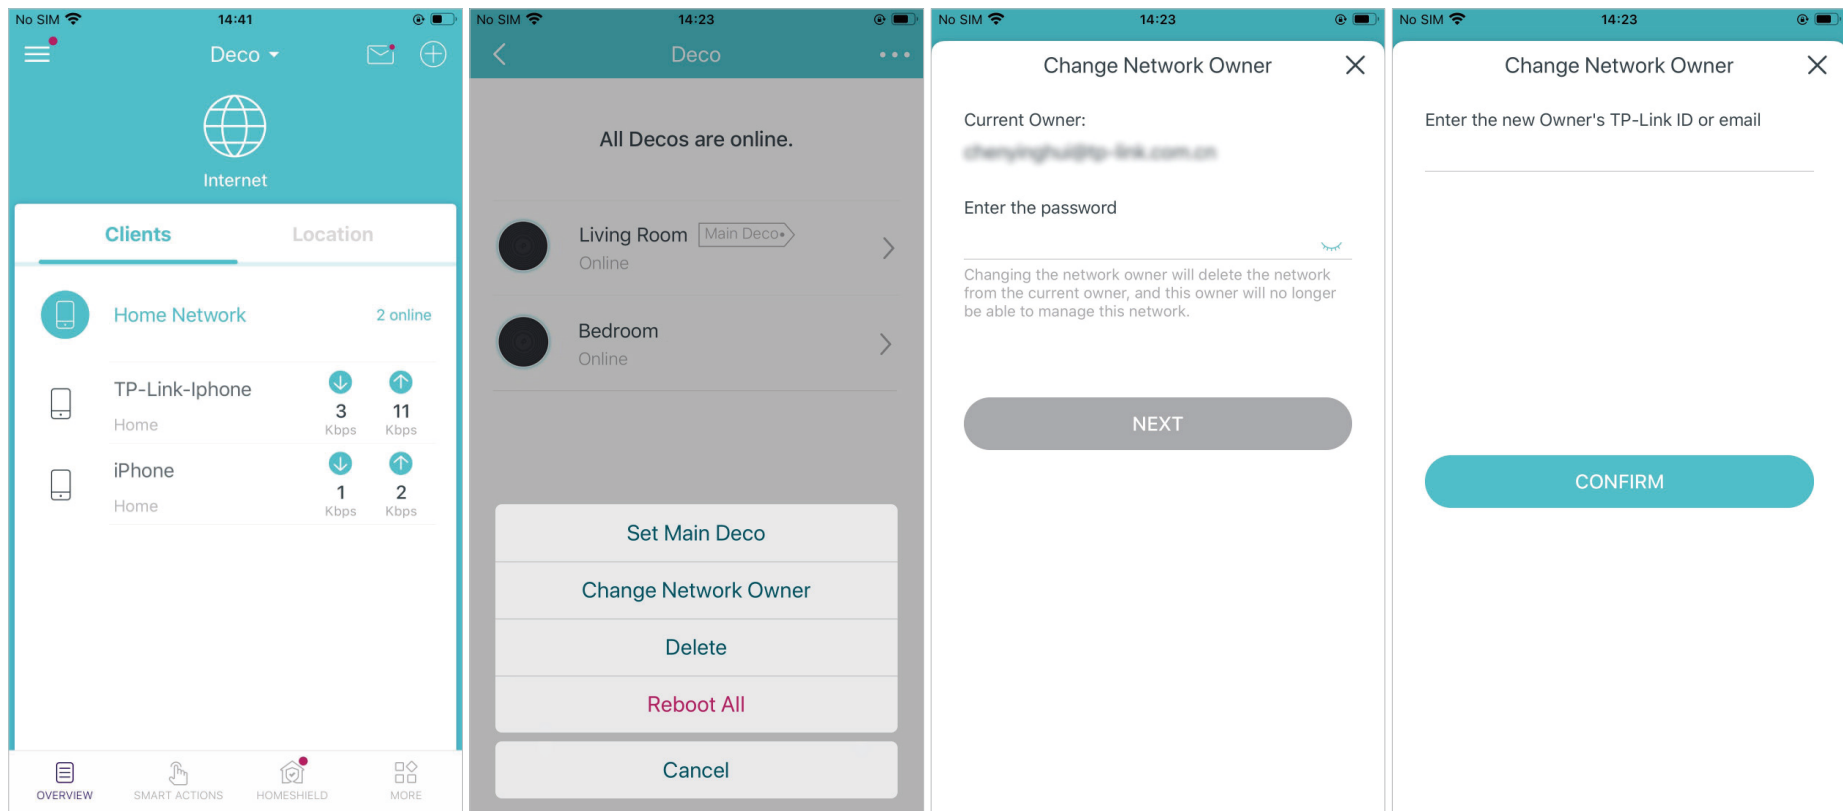 No SIM
14:41
Deco
Internet
Clients
Location
Home Network
2 online
TP-Link-Iphone
Home
3
Kbps
11
Kbps
iPhone
Home
1
Kbps
2
Kbps
OVERVIEW
SMART ACTIONS
HOMESHIELD
MORE
No SIM
14:23
Deco
All Decos are online.
Living Room
Main Deco
Online
Bedroom
Online
Set Main Deco
Change Network Owner
Delete
Reboot All
Cancel
No SIM
14:23
Change Network Owner
Current Owner:
Enter the password
Changing the network owner will delete the network
from the current owner, and this owner will no longer
be able to manage this network.
NEXT
No SIM
14:23
Change Network Owner
Enter the new Owner's TP-Link ID or email
CONFIRM